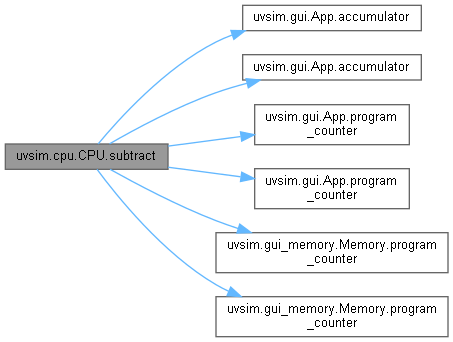 uvsim.gui.App.accumulator
uvsim.gui.App.accumulator
uvsim.gui.App.program
_counter
uvsim.cpu.CPU.subtract
uvsim.gui.App.program
_counter
uvsim.gui_memory.Memory.program
_counter
uvsim.gui_memory.Memory.program
_counter